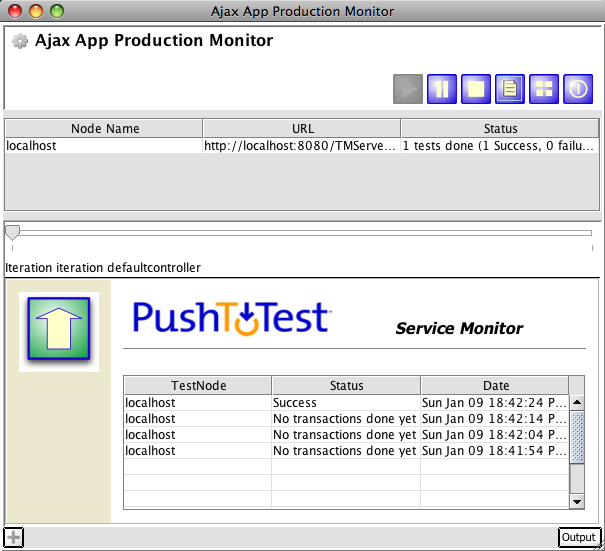 Ajax App Production Monitor
Ajax App Production Monitor
Node Name URL Status
localhost http://localhost:8080/TMServe... 1 tests done (1 Success, 0 failu...
Iteration iteration defaultcontroller
PushToTest Service Monitor
TestNode Status Date
localhost Success Sun Jan 09 18:42:24 P...
localhost No transactions done yet Sun Jan 09 18:42:14 P...
localhost No transactions done yet Sun Jan 09 18:42:04 P...
localhost No transactions done yet Sun Jan 09 18:41:54 P...
Output